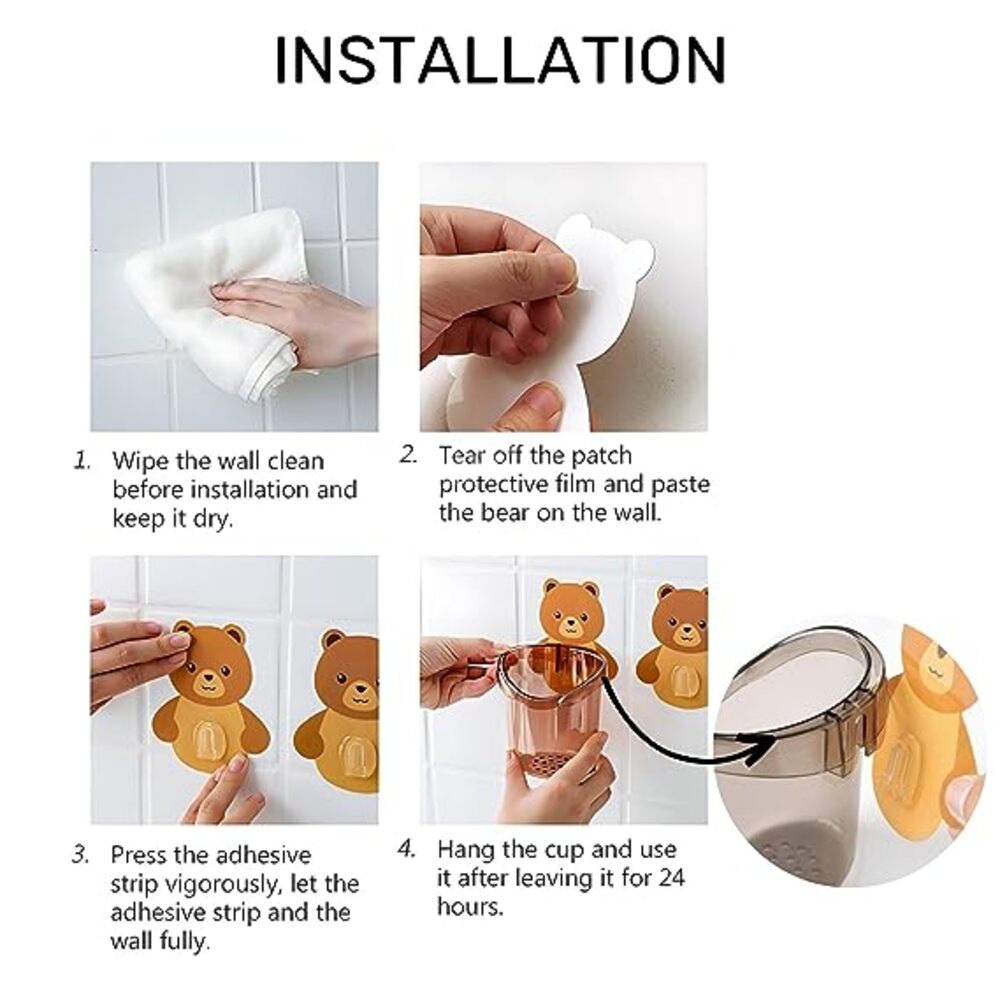 INSTALLATION
1. Wipe the wall clean
before installation and
keep it dry.
2. Tear off the patch
protective film and paste
the bear on the wall.
3. Press the adhesive
strip vigorously, let the
adhesive strip and the
wall fully.
4. Hang the cup and use
it after leaving it for 24
hours.